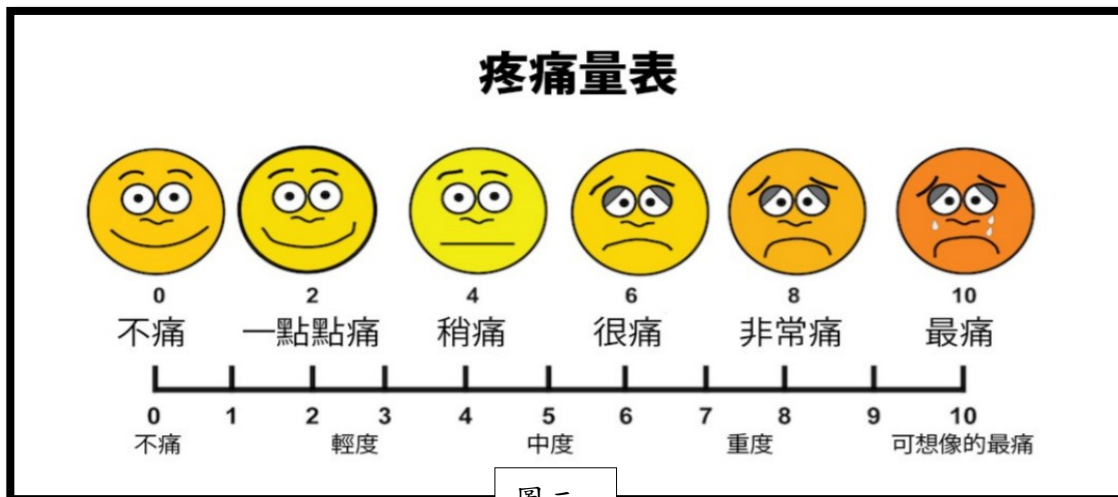 疼痛量表
0 2 4 6 8 10
不痛 一點點痛 稍痛 很痛 非常痛 最痛
0 1 2 3 4 5 6 7 8 9 10
不痛 輕度 中度 重度 可想像的最痛